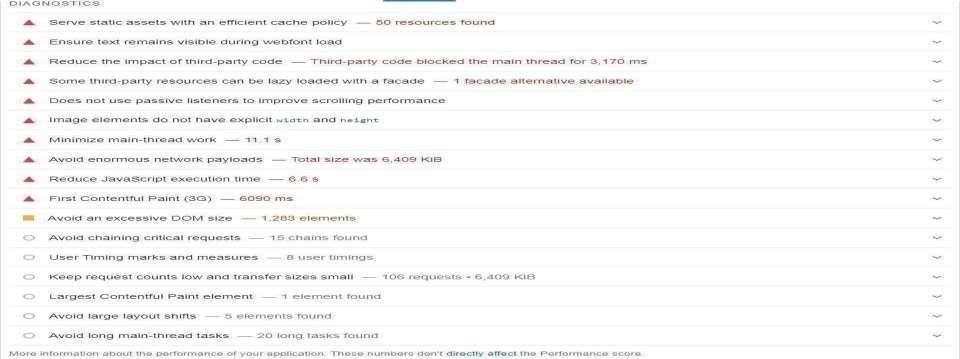 DIAGNOSTICS
Serve static assets with an efficient cache policy — 50 resources found
Ensure text remains visible during webfont load
Reduce the impact of third-party code — Third-party code blocked the main thread for 3,170 ms
Some third-party resources can be lazy loaded with a facade — 1 facade alternative available
Does not use passive listeners to improve scrolling performance
Image elements do not have explicit width and height
Minimize main-thread work — 11.1 s
Avoid enormous network payloads — Total size was 6,409 KiB
Reduce JavaScript execution time — 6.6 s
First Contentful Paint (3G) — 6090 ms
Avoid an excessive DOM size — 1,283 elements
Avoid chaining critical requests — 15 chains found
User Timing marks and measures — 8 user timings
Keep request counts low and transfer sizes small — 106 requests • 6,409 KiB
Largest Contentful Paint element — 1 element found
Avoid large layout shifts — 5 elements found
Avoid long main-thread tasks — 20 long tasks found
More information about the performance of your application. These numbers don't directly affect the Performance score.